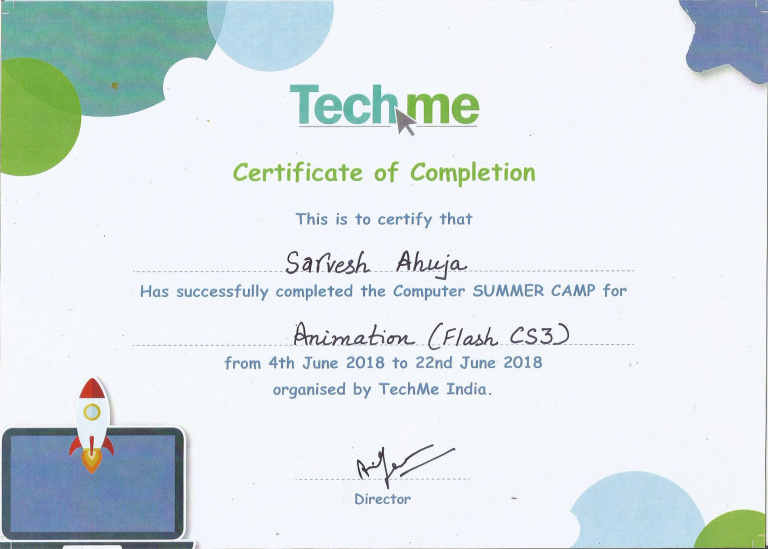 Techme
Certificate of Completion
This is to certify that
Sarvesh Ahuja
Has successfully completed the Computer SUMMER CAMP for
Animation (Flash CS3)
from 4th June 2018 to 22nd June 2018
organised by TechMe India.
Director